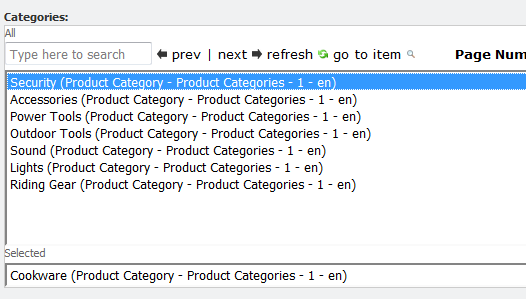 Categories:
All
Type here to search prev | next refresh go to item Page Num
Security (Product Category - Product Categories - 1 - en)
Accessories (Product Category - Product Categories - 1 - en)
Power Tools (Product Category - Product Categories - 1 - en)
Outdoor Tools (Product Category - Product Categories - 1 - en)
Sound (Product Category - Product Categories - 1 - en)
Lights (Product Category - Product Categories - 1 - en)
Riding Gear (Product Category - Product Categories - 1 - en)
Selected
Cookware (Product Category - Product Categories - 1 - en)